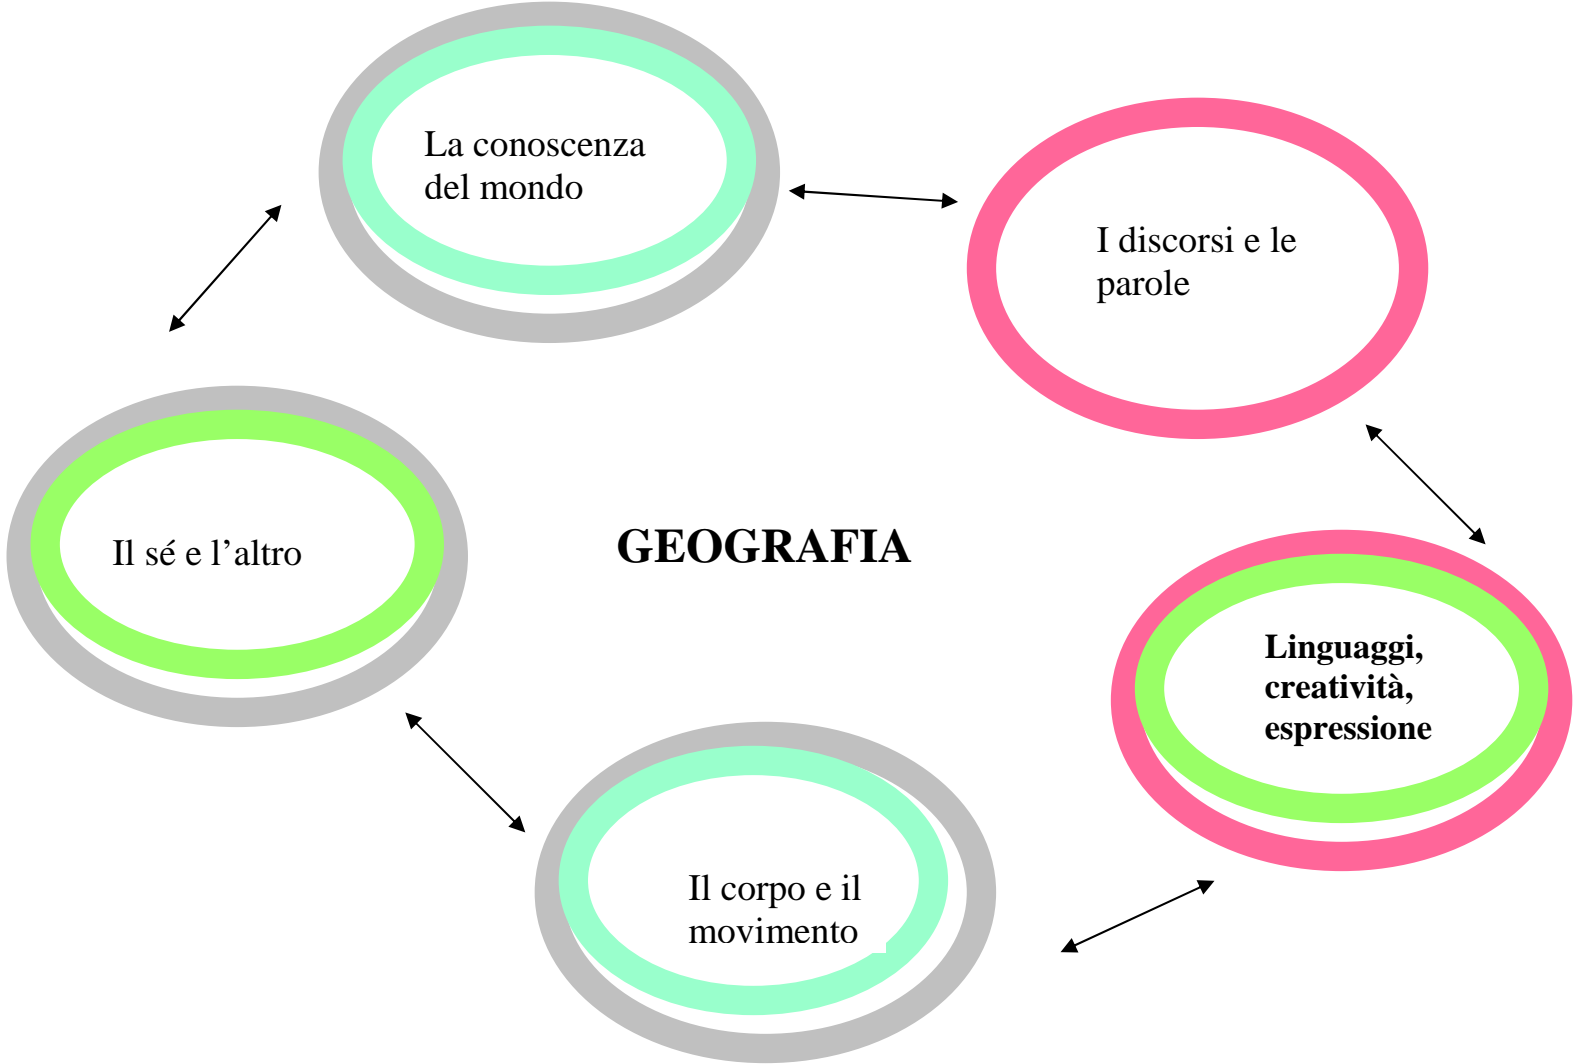 La conoscenza
del mondo
I discorsi e le
parole
Il sé e l’altro
GEOGRAFIA
Linguaggi,
creatività,
espressione
Il corpo e il
movimento